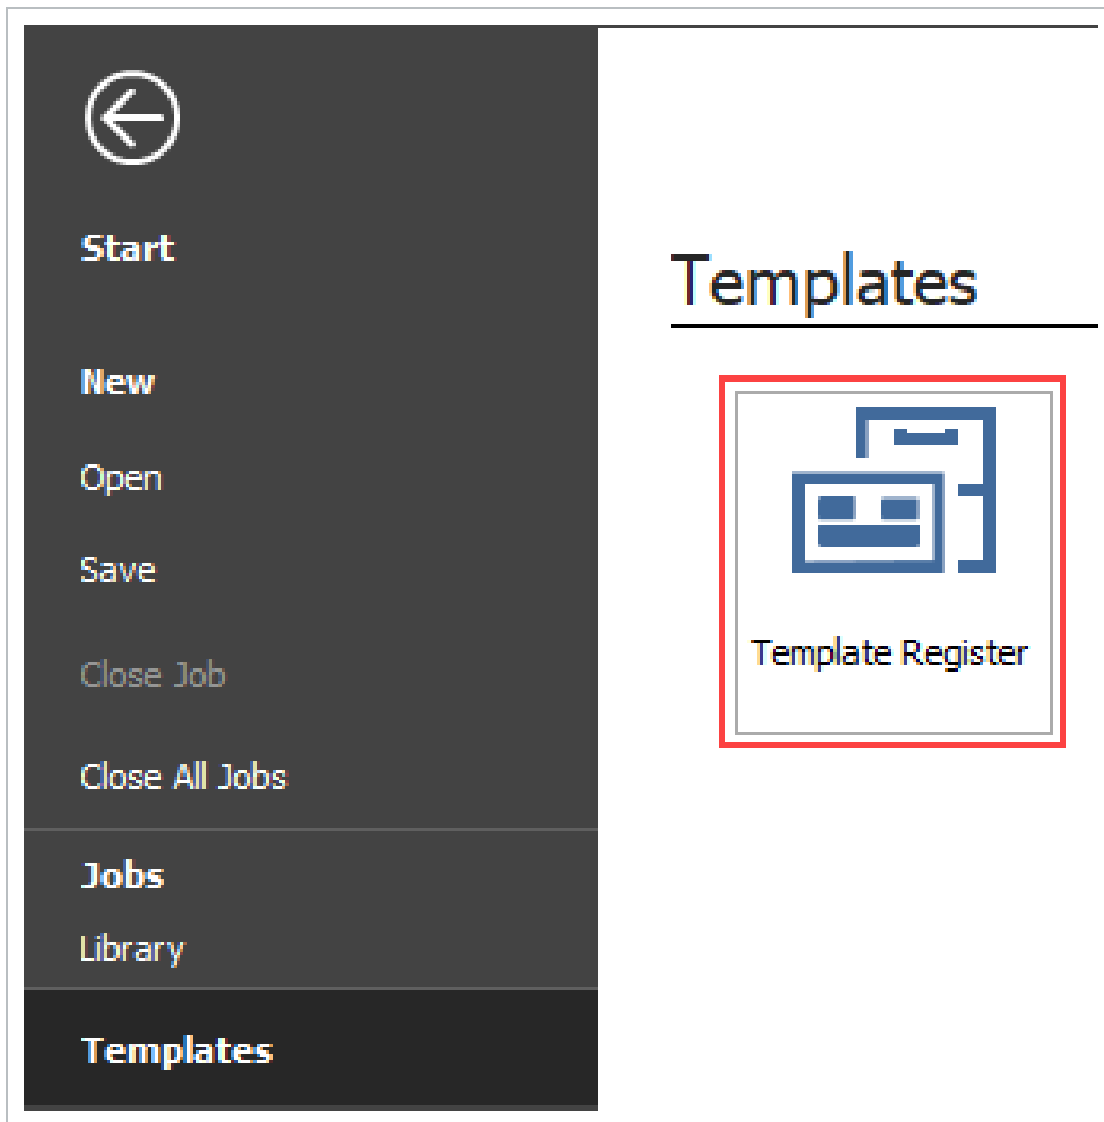 Start
New
Open
Save
Close Job
Close All Jobs
Jobs
Library
Templates
Templates
Template Register